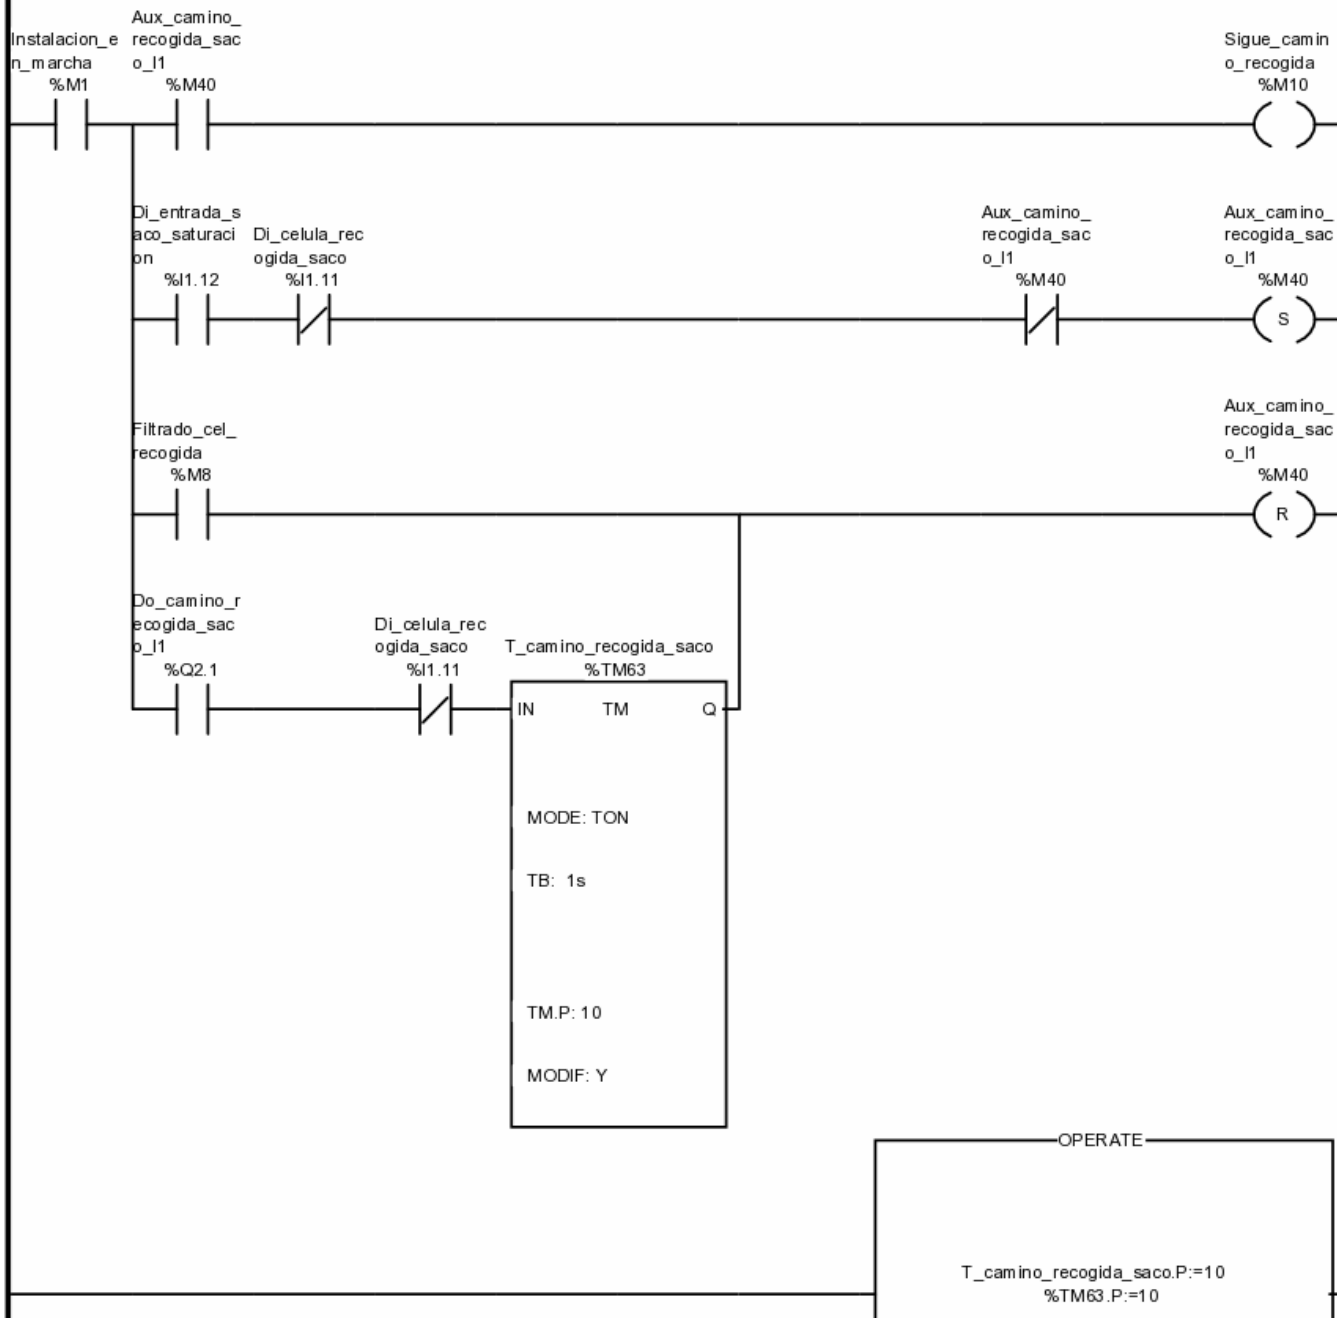 Aux_camino_
Instalacion_e recogida_sac Sigue_camin
n_marcha o_l1 o_recogida
%M1 %M40 %M10
Di_entrada_s Aux_camino_ Aux_camino_
aco_saturaci Di_celula_rec recogida_sac recogida_sac
on ogida_saco o_l1 o_l1
%I1.12 %I1.11 %M40 %M40
S
Aux_camino_
Filtrado_cel_ recogida_sac
recogida o_l1
%M8 %M40
R
Do_camino_r
ecogida_sac Di_celula_rec
o_l1 ogida_saco T_camino_recogida_saco
%Q2.1 %I1.11 %TM63
IN TM Q
MODE: TON
TB: 1s
TM.P: 10
MODIF: Y
OPERATE
T_camino_recogida_saco.P:=10
%TM63.P:=10